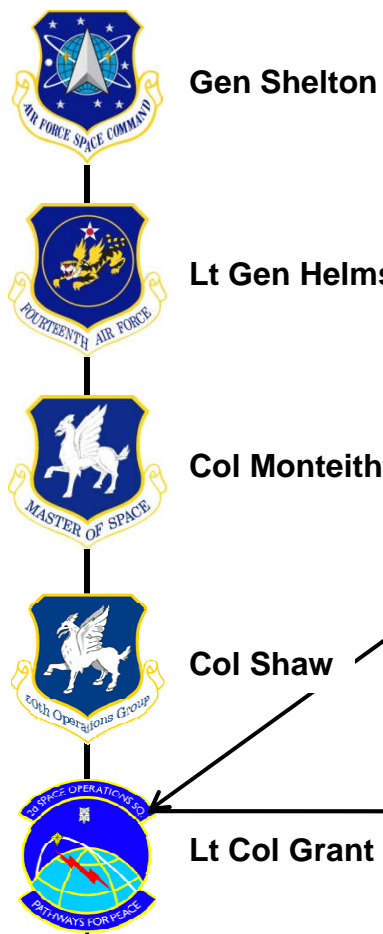 AIR FORCE SPACE COMMAND
Gen Shelton
FOURTEENTH AIR FORCE
Lt Gen Helms
MASTER OF SPACE
Col Monteith
50th Operations Group
Col Shaw
2d SPACE OPERATIONS SQ
PATHWAYS FOR PEACE
Lt Col Grant